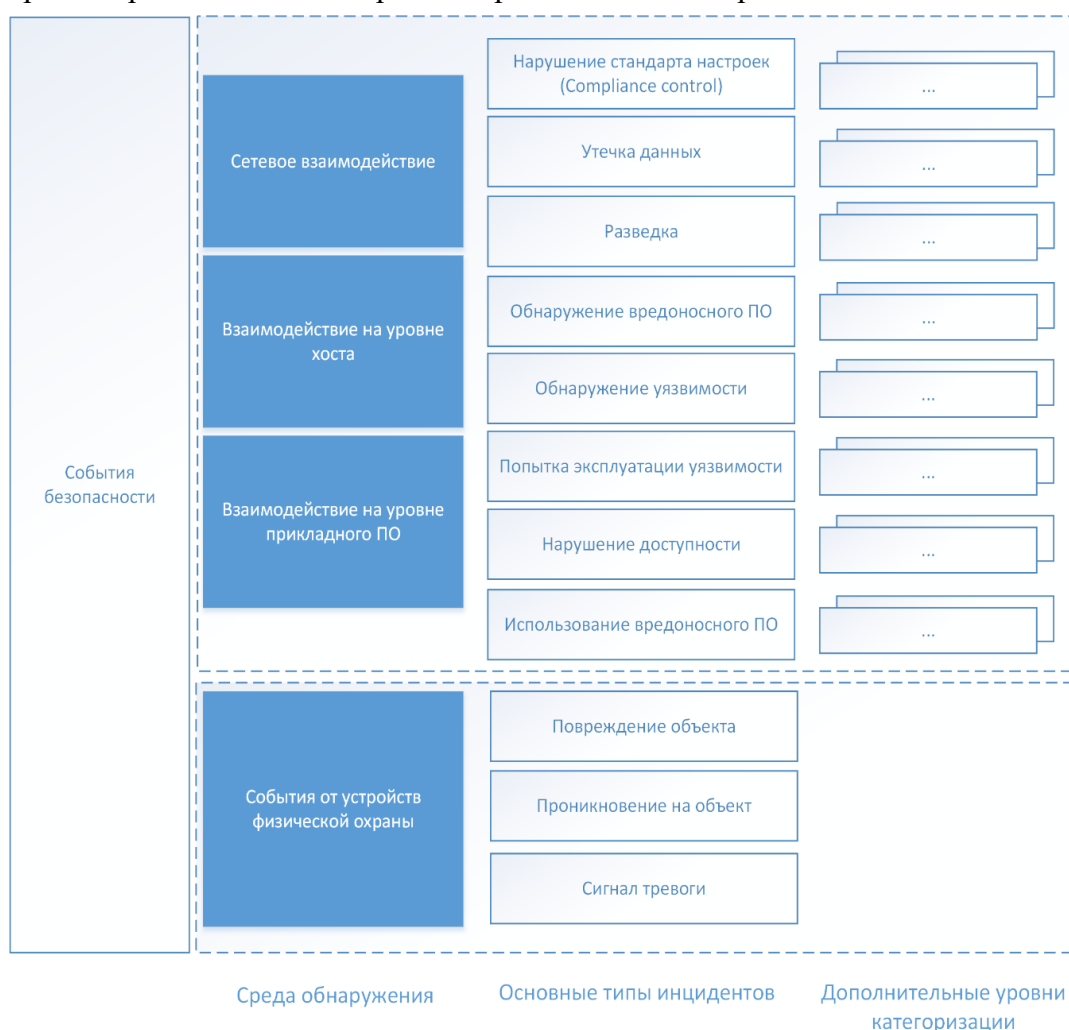 Нарушение стандарта настроек
(Compliance control)
...
Сетевое взаимодействие
Утечка данных
...
Разведка
...
Взаимодействие на уровне
хоста
Обнаружение вредоносного ПО
...
Обнаружение уязвимости
...
События
безопасности
Взаимодействие на уровне
прикладного ПО
Попытка эксплуатации уязвимости
...
Нарушение доступности
...
Использование вредоносного ПО
...
События от устройств
физической охраны
Повреждение объекта
Проникновение на объект
Сигнал тревоги
Среда обнаружения
Основные типы инцидентов
Дополнительные уровни
категоризации